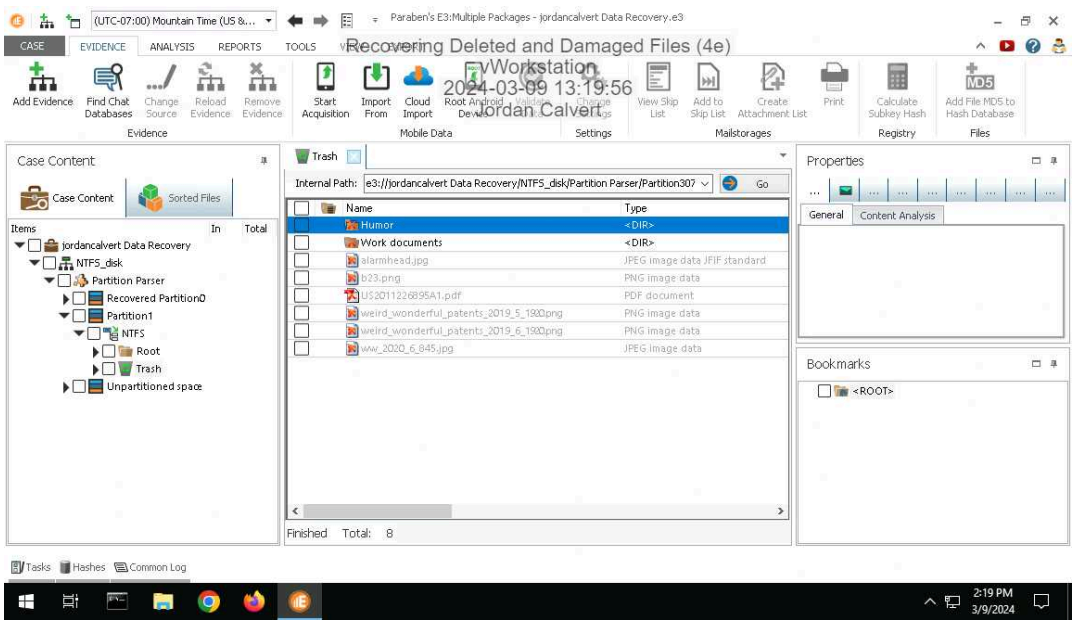 (UTC-07:00) Mountain Time (US &...
Paraben's E3:Multiple Packages - jordancalvert Data Recovery.e3
Recovering Deleted and Damaged Files (4e)
vWorkstation
2024-03-09 13:19:56
Jordan Calvert
CASE EVIDENCE ANALYSIS REPORTS TOOLS
Add Evidence
Find Chat Databases
Change Source
Reload Evidence
Remove Evidence
Evidence
Start Acquisition
Import From
Cloud Import
Root Android Device
Validate Data
Mobile Data
Change Settings
Settings
View Skip List
Add to Skip List
Create Attachment List
Mailstorages
Print
Calculate Subkey Hash
Registry
MD5
Add File MD5 to Hash Database
Files
Case Content
Case Content
Sorted Files
Items In Total
jordancalvert Data Recovery
NTFS_disk
Partition Parser
Recovered Partition0
Partition1
NTFS
Root
Trash
Unpartitioned space
Trash
Internal Path: e3://jordancalvert Data Recovery/NTFS_disk/Partition Parser/Partition307 Go
Name Type
Humor <DIR>
Work documents <DIR>
alarmhead.jpg JPEG image data JFIF standard
b23.png PNG image data
US2011226895A1.pdf PDF document
weird_wonderful_patents_2019_5_1920.png PNG image data
weird_wonderful_patents_2019_6_1920.png PNG image data
ww_2020_6_845.jpg JPEG image data
Finished Total: 8
Properties
... ... ... ... ... ... ...
General Content Analysis
Bookmarks
<ROOT>
Tasks Hashes Common Log
2:19 PM
3/9/2024